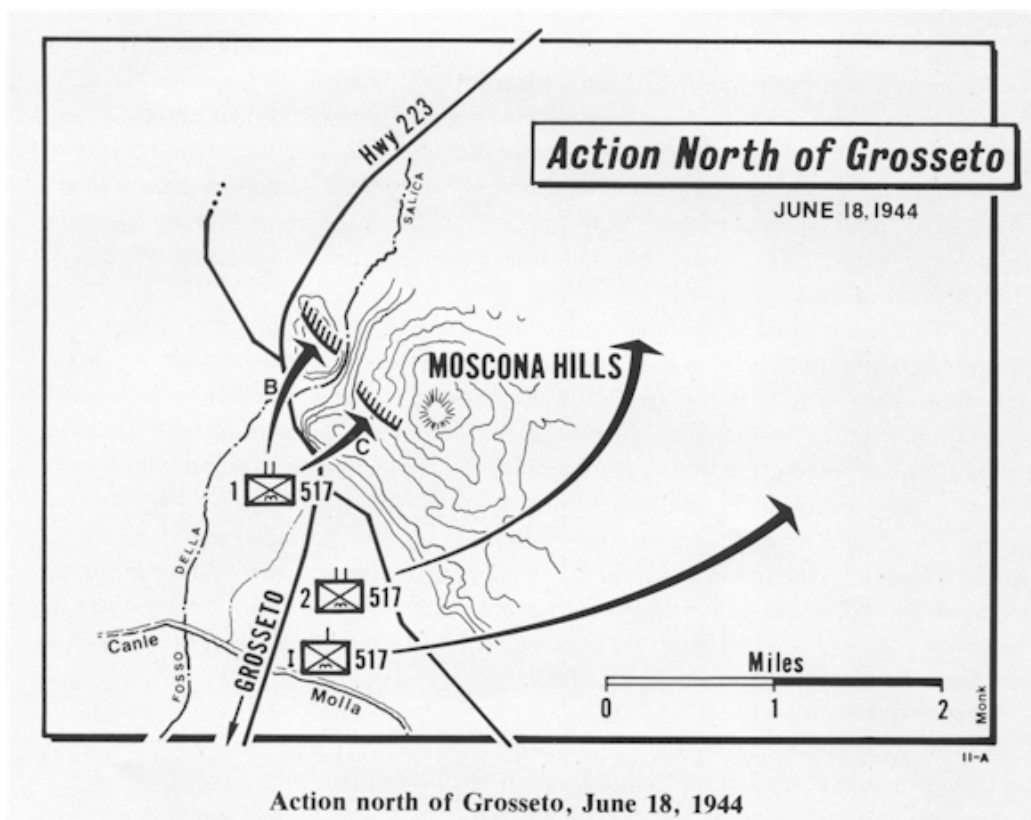 Hwy 223
Action North of Grosseto
JUNE 18, 1944
SALICA
MOSCONA HILLS
B
C
1 517
DELLA
2 517
I 517
Canle
FOSSO
GROSSETO
Molla
Miles
0 1 2
Monk
11-A
Action north of Grosseto, June 18, 1944